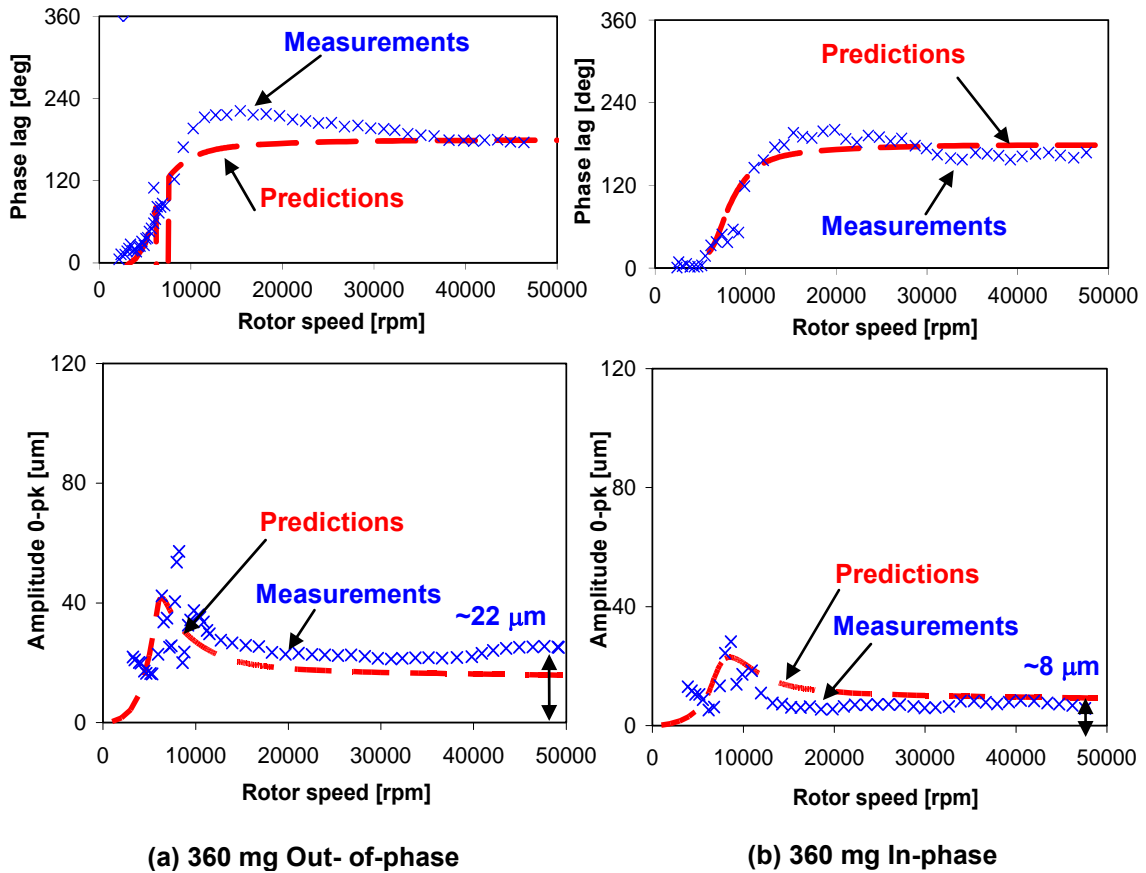 Phase lag [deg]
360
240
120
0
Measurements
Predictions
0 10000 20000 30000 40000 50000
Rotor speed [rpm]
Phase lag [deg]
360
240
120
0
Predictions
Measurements
0 10000 20000 30000 40000 50000
Rotor speed [rpm]
Amplitude 0-pk [um]
120
80
40
0
Predictions
Measurements
~22 μm
0 10000 20000 30000 40000 50000
Rotor speed [rpm]
Amplitude 0-pk [um]
120
80
40
0
Predictions
Measurements
~8 μm
0 10000 20000 30000 40000 50000
Rotor speed [rpm]
(a) 360 mg Out- of-phase
(b) 360 mg In-phase